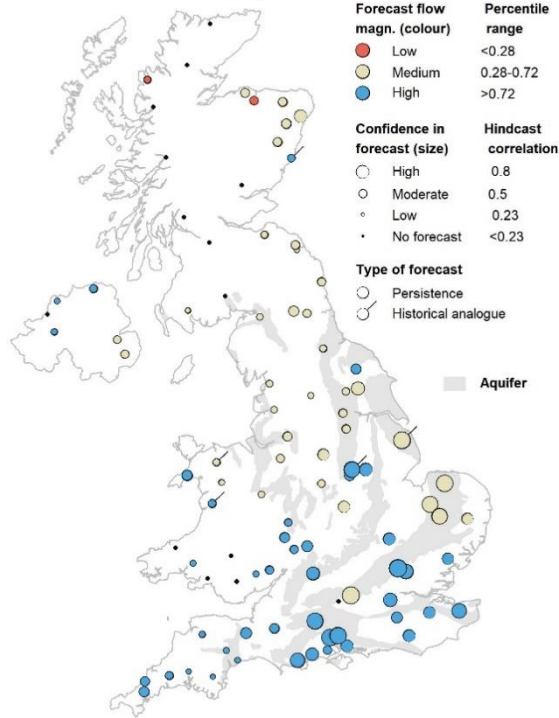 Forecast flow Percentile
magn. (colour) range
Low <0.28
Medium 0.28-0.72
High >0.72
Confidence in Hindcast
forecast (size) correlation
High 0.8
Moderate 0.5
Low 0.23
No forecast <0.23
Type of forecast
Persistence
Historical analogue
Aquifer